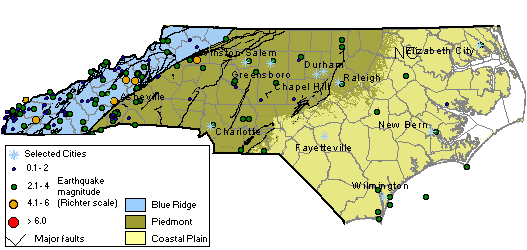 NC
Elizabeth City
Winston-Salem
Durham
Greensboro
Raleigh
Chapel Hill
Asheville
New Bern
Charlotte
Fayetteville
Wilmington
Selected Cities
0.1 - 2
2.1 - 4
Earthquake
magnitude
4.1 - 6
(Richter scale)
> 6.0
Major faults
Blue Ridge
Piedmont
Coastal Plain